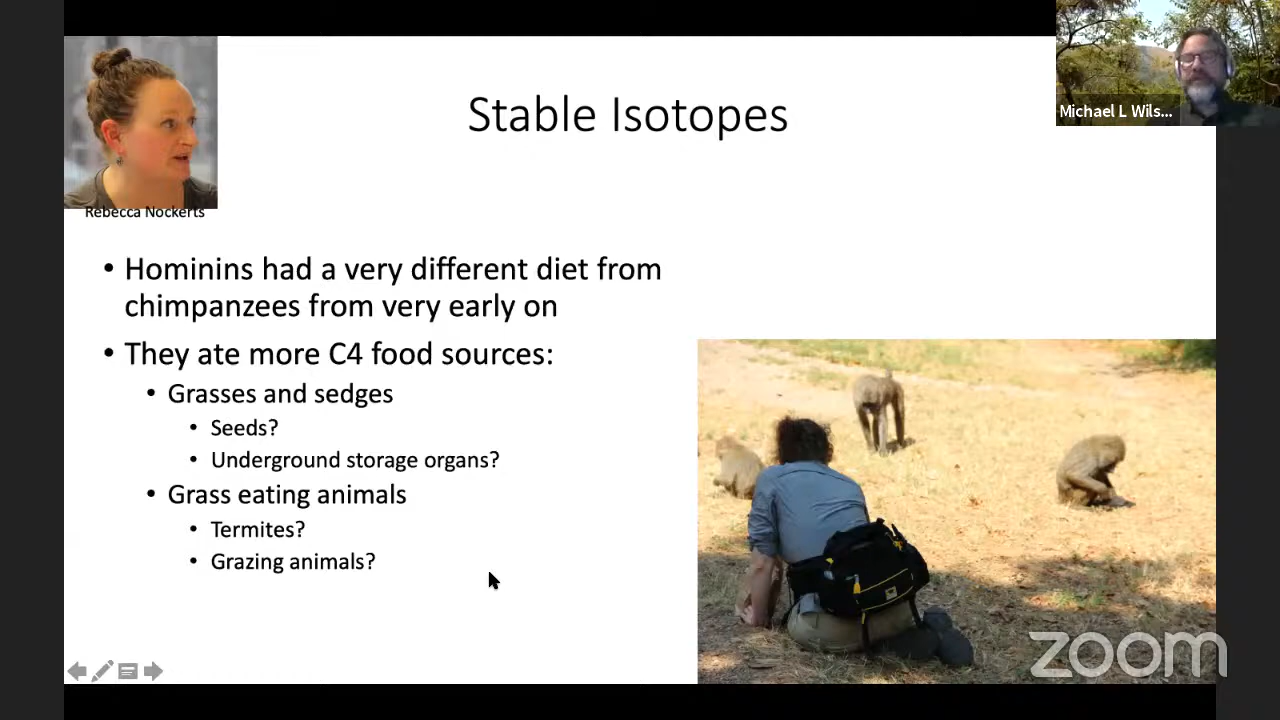 Stable Isotopes
Michael L Wils...
Rebecca Nockerts
• Hominins had a very different diet from
chimpanzees from very early on
• They ate more C4 food sources:
• Grasses and sedges
• Seeds?
• Underground storage organs?
• Grass eating animals
• Termites?
• Grazing animals?
zoom